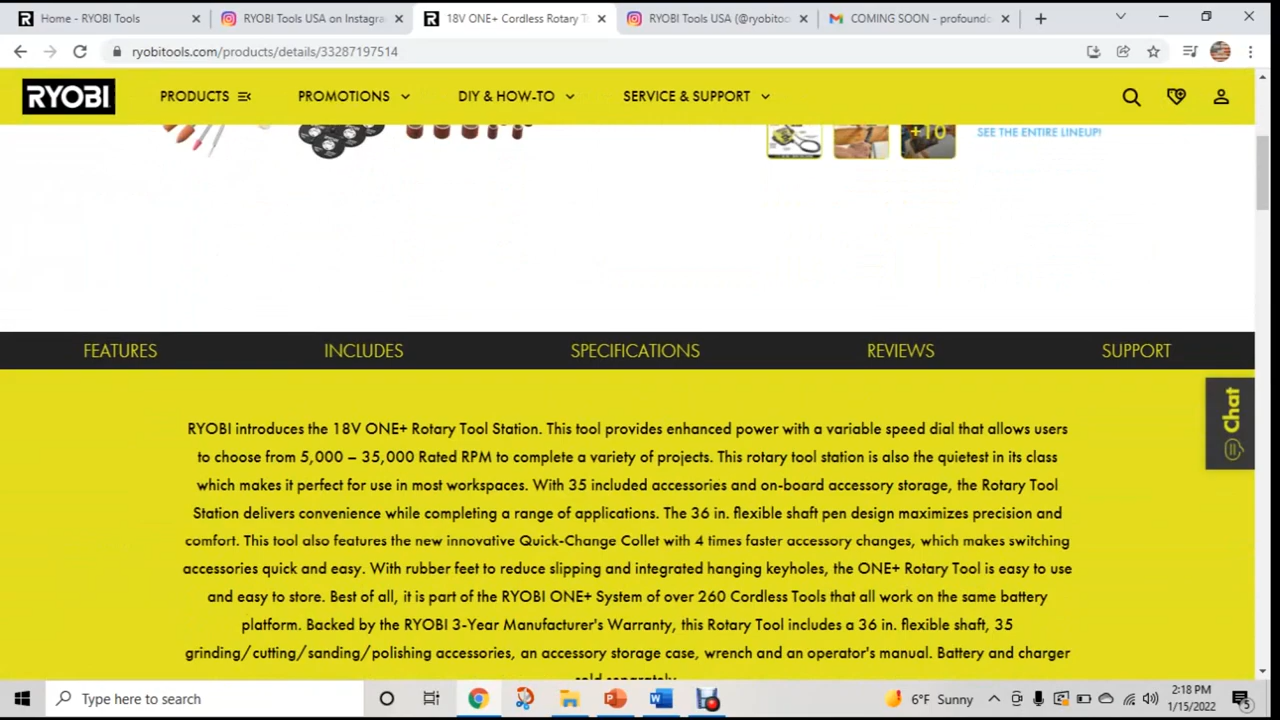 Home - RYOBI Tools
RYOBI Tools USA on Instagra
18V ONE+ Cordless Rotary T
RYOBI Tools USA (@ryobitoo
COMING SOON - profoundo
ryobitools.com/products/details/33287197514
RYOBI
PRODUCTS
PROMOTIONS
DIY & HOW-TO
SERVICE & SUPPORT
+10
SEE THE ENTIRE LINEUP!
FEATURES
INCLUDES
SPECIFICATIONS
REVIEWS
SUPPORT
Chat
RYOBI introduces the 18V ONE+ Rotary Tool Station. This tool provides enhanced power with a variable speed dial that allows users
to choose from 5,000 – 35,000 Rated RPM to complete a variety of projects. This rotary tool station is also the quietest in its class
which makes it perfect for use in most workspaces. With 35 included accessories and on-board accessory storage, the Rotary Tool
Station delivers convenience while completing a range of applications. The 36 in. flexible shaft pen design maximizes precision and
comfort. This tool also features the new innovative Quick-Change Collet with 4 times faster accessory changes, which makes switching
accessories quick and easy. With rubber feet to reduce slipping and integrated hanging keyholes, the ONE+ Rotary Tool is easy to use
and easy to store. Best of all, it is part of the RYOBI ONE+ System of over 260 Cordless Tools that all work on the same battery
platform. Backed by the RYOBI 3-Year Manufacturer's Warranty, this Rotary Tool includes a 36 in. flexible shaft, 35
grinding/cutting/sanding/polishing accessories, an accessory storage case, wrench and an operator's manual. Battery and charger
sold separately.
Type here to search
6°F Sunny
2:18 PM
1/15/2022
5